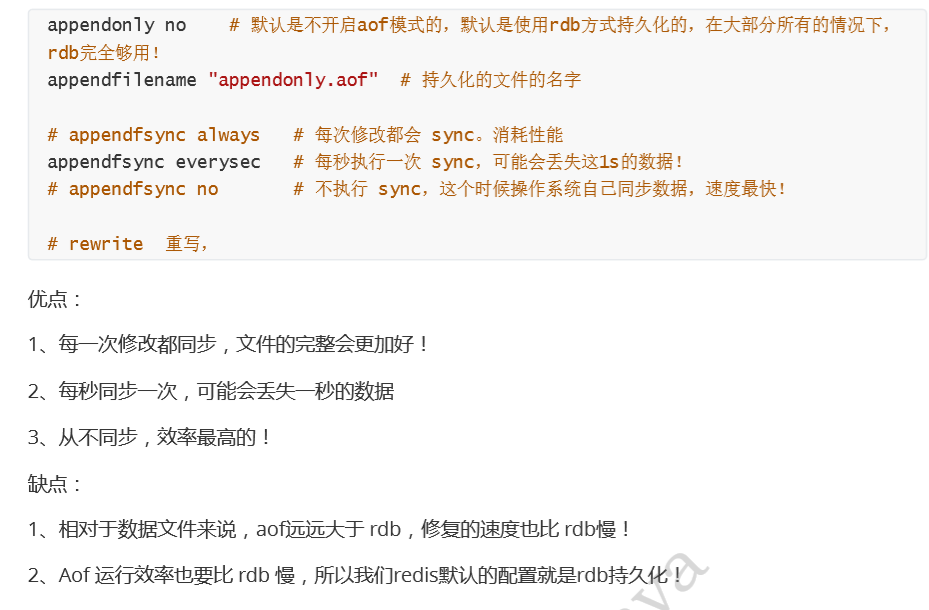 appendonly no    # 默认是不开启aof模式的，默认是使用rdb方式持久化的，在大部分所有的情况下，
rdb完全够用！
appendfilename "appendonly.aof"  # 持久化的文件的名字

# appendfsync always   # 每次修改都会 sync。消耗性能
appendfsync everysec   # 每秒执行一次 sync，可能会丢失这1s的数据！
# appendfsync no       # 不执行 sync，这个时候操作系统自己同步数据，速度最快！

# rewrite  重写，
优点：
1、每一次修改都同步，文件的完整会更加好！
2、每秒同步一次，可能会丢失一秒的数据
3、从不同步，效率最高的！
缺点：
1、相对于数据文件来说，aof远远大于 rdb，修复的速度也比 rdb慢！
2、Aof 运行效率也要比 rdb 慢，所以我们redis默认的配置就是rdb持久化！